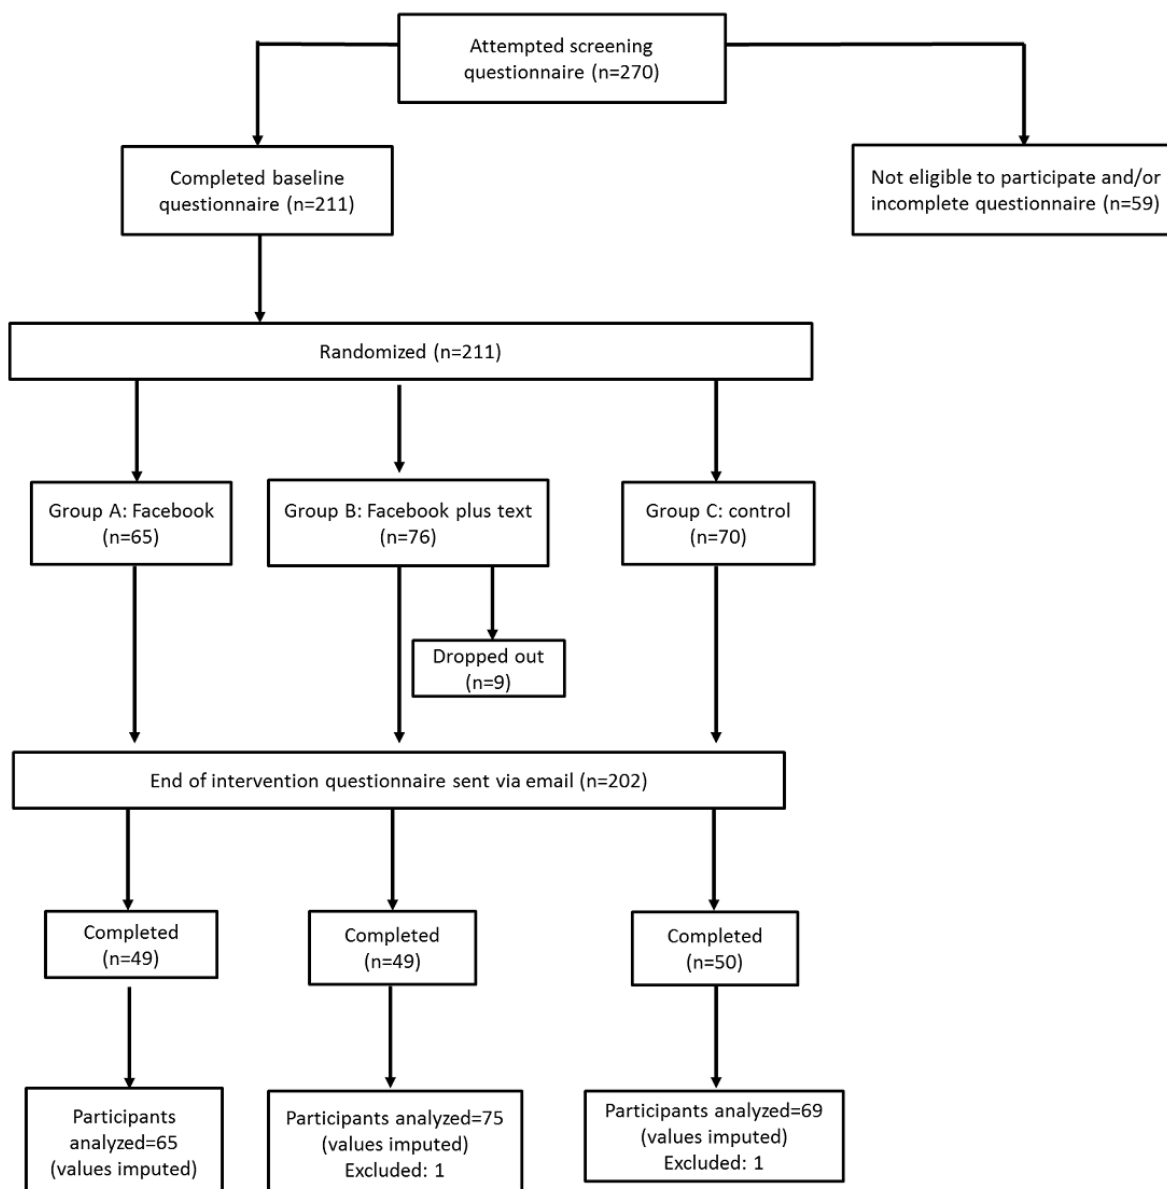 Attempted screening
questionnaire (n=270)
Completed baseline
questionnaire (n=211)
Not eligible to participate and/or
incomplete questionnaire (n=59)
Randomized (n=211)
Group A: Facebook
(n=65)
Group B: Facebook plus text
(n=76)
Group C: control
(n=70)
Dropped out
(n=9)
End of intervention questionnaire sent via email (n=202)
Completed
(n=49)
Completed
(n=49)
Completed
(n=50)
Participants
analyzed=65
(values imputed)
Participants analyzed=75
(values imputed)
Excluded: 1
Participants analyzed=69
(values imputed)
Excluded: 1